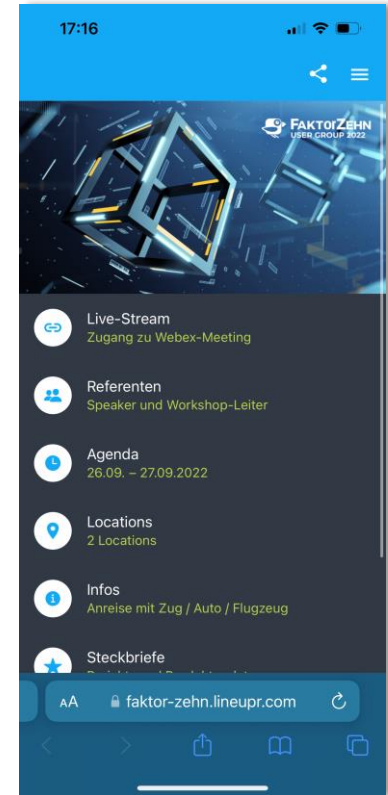 17:16
FAKTOR ZEHN
USER GROUP 2022
Live-Stream
Zugang zu Webex-Meeting
Referenten
Speaker und Workshop-Leiter
Agenda
26.09. – 27.09.2022
Locations
2 Locations
Infos
Anreise mit Zug / Auto / Flugzeug
Steckbriefe
AA faktor-zehn.lineupr.com